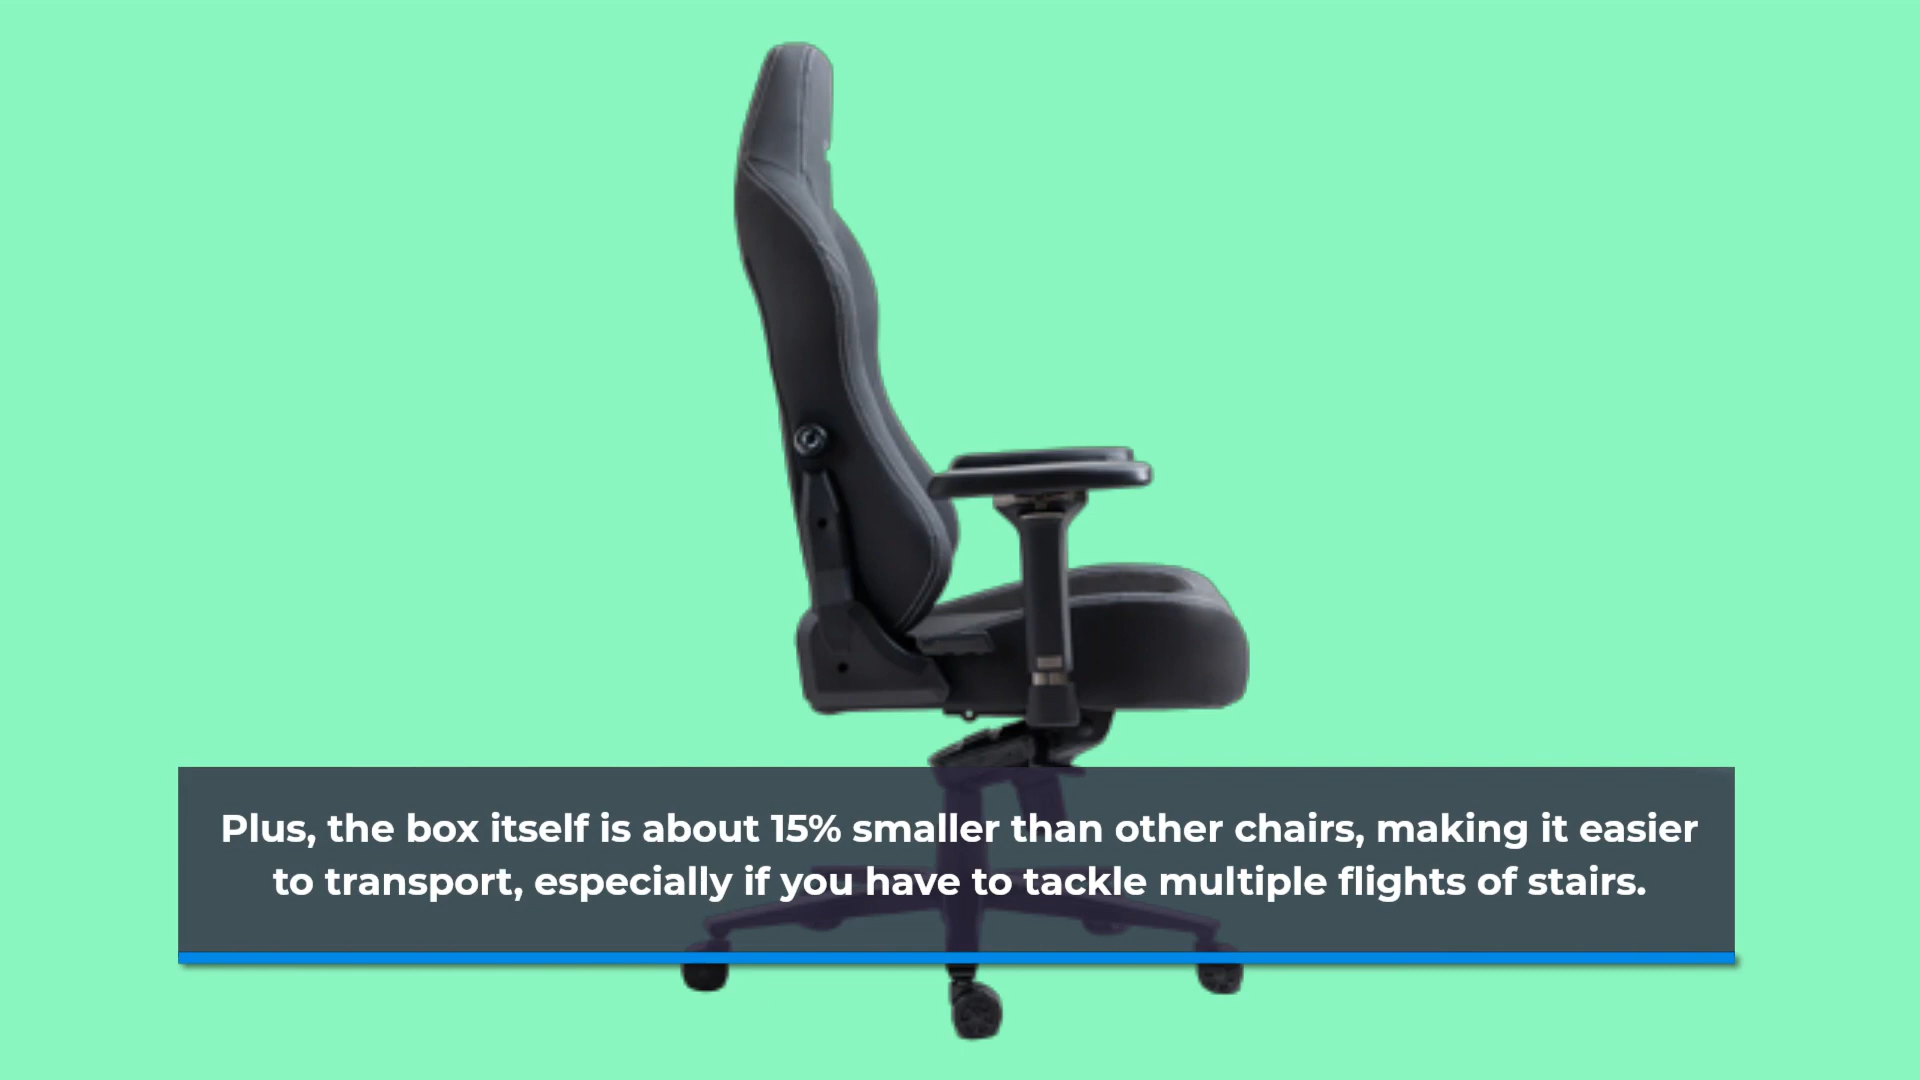 Plus, the box itself is about 15% smaller than other chairs, making it easier
to transport, especially if you have to tackle multiple flights of stairs.